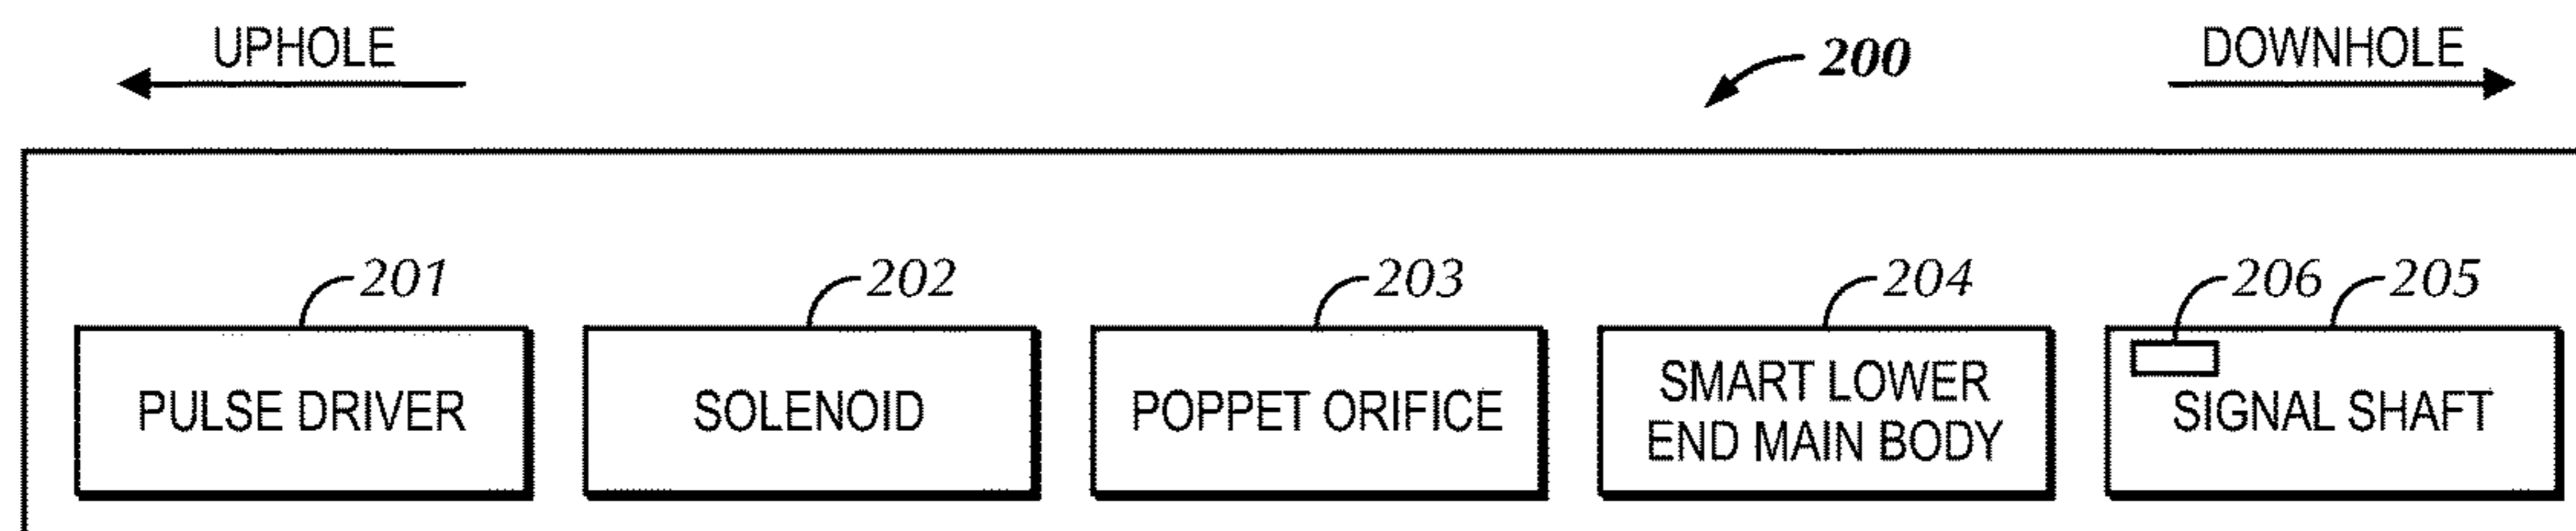 UPHOLE
200
DOWNHOLE
201
202
203
204
206
205
PULSE DRIVER
SOLENOID
POPPET ORIFICE
SMART LOWER
END MAIN BODY
SIGNAL SHAFT